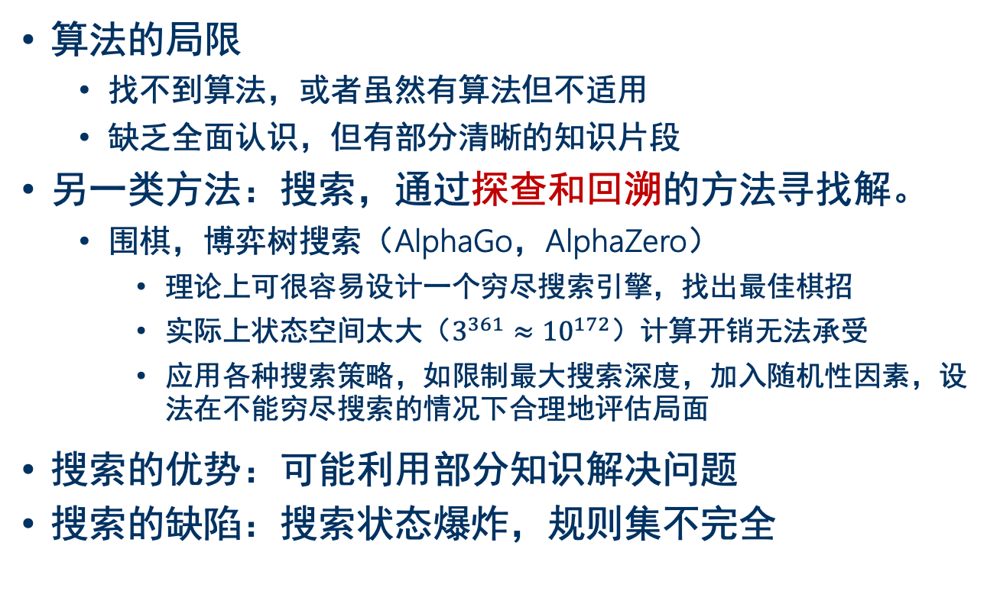 • 算法的局限
• 找不到算法，或者虽然有算法但不适用
• 缺乏全面认识，但有部分清晰的知识片段
• 另一类方法：搜索，通过探查和回溯的方法寻找解。
• 围棋，博弈树搜索（AlphaGo，AlphaZero）
• 理论上可很容易设计一个穷尽搜索引擎，找出最佳棋招
• 实际上状态空间太大（3³⁶¹ ≈ 10¹⁷²）计算开销无法承受
• 应用各种搜索策略，如限制最大搜索深度，加入随机性因素，设
法在不能穷尽搜索的情况下合理地评估局面
• 搜索的优势：可能利用部分知识解决问题
• 搜索的缺陷：搜索状态爆炸，规则集不完全